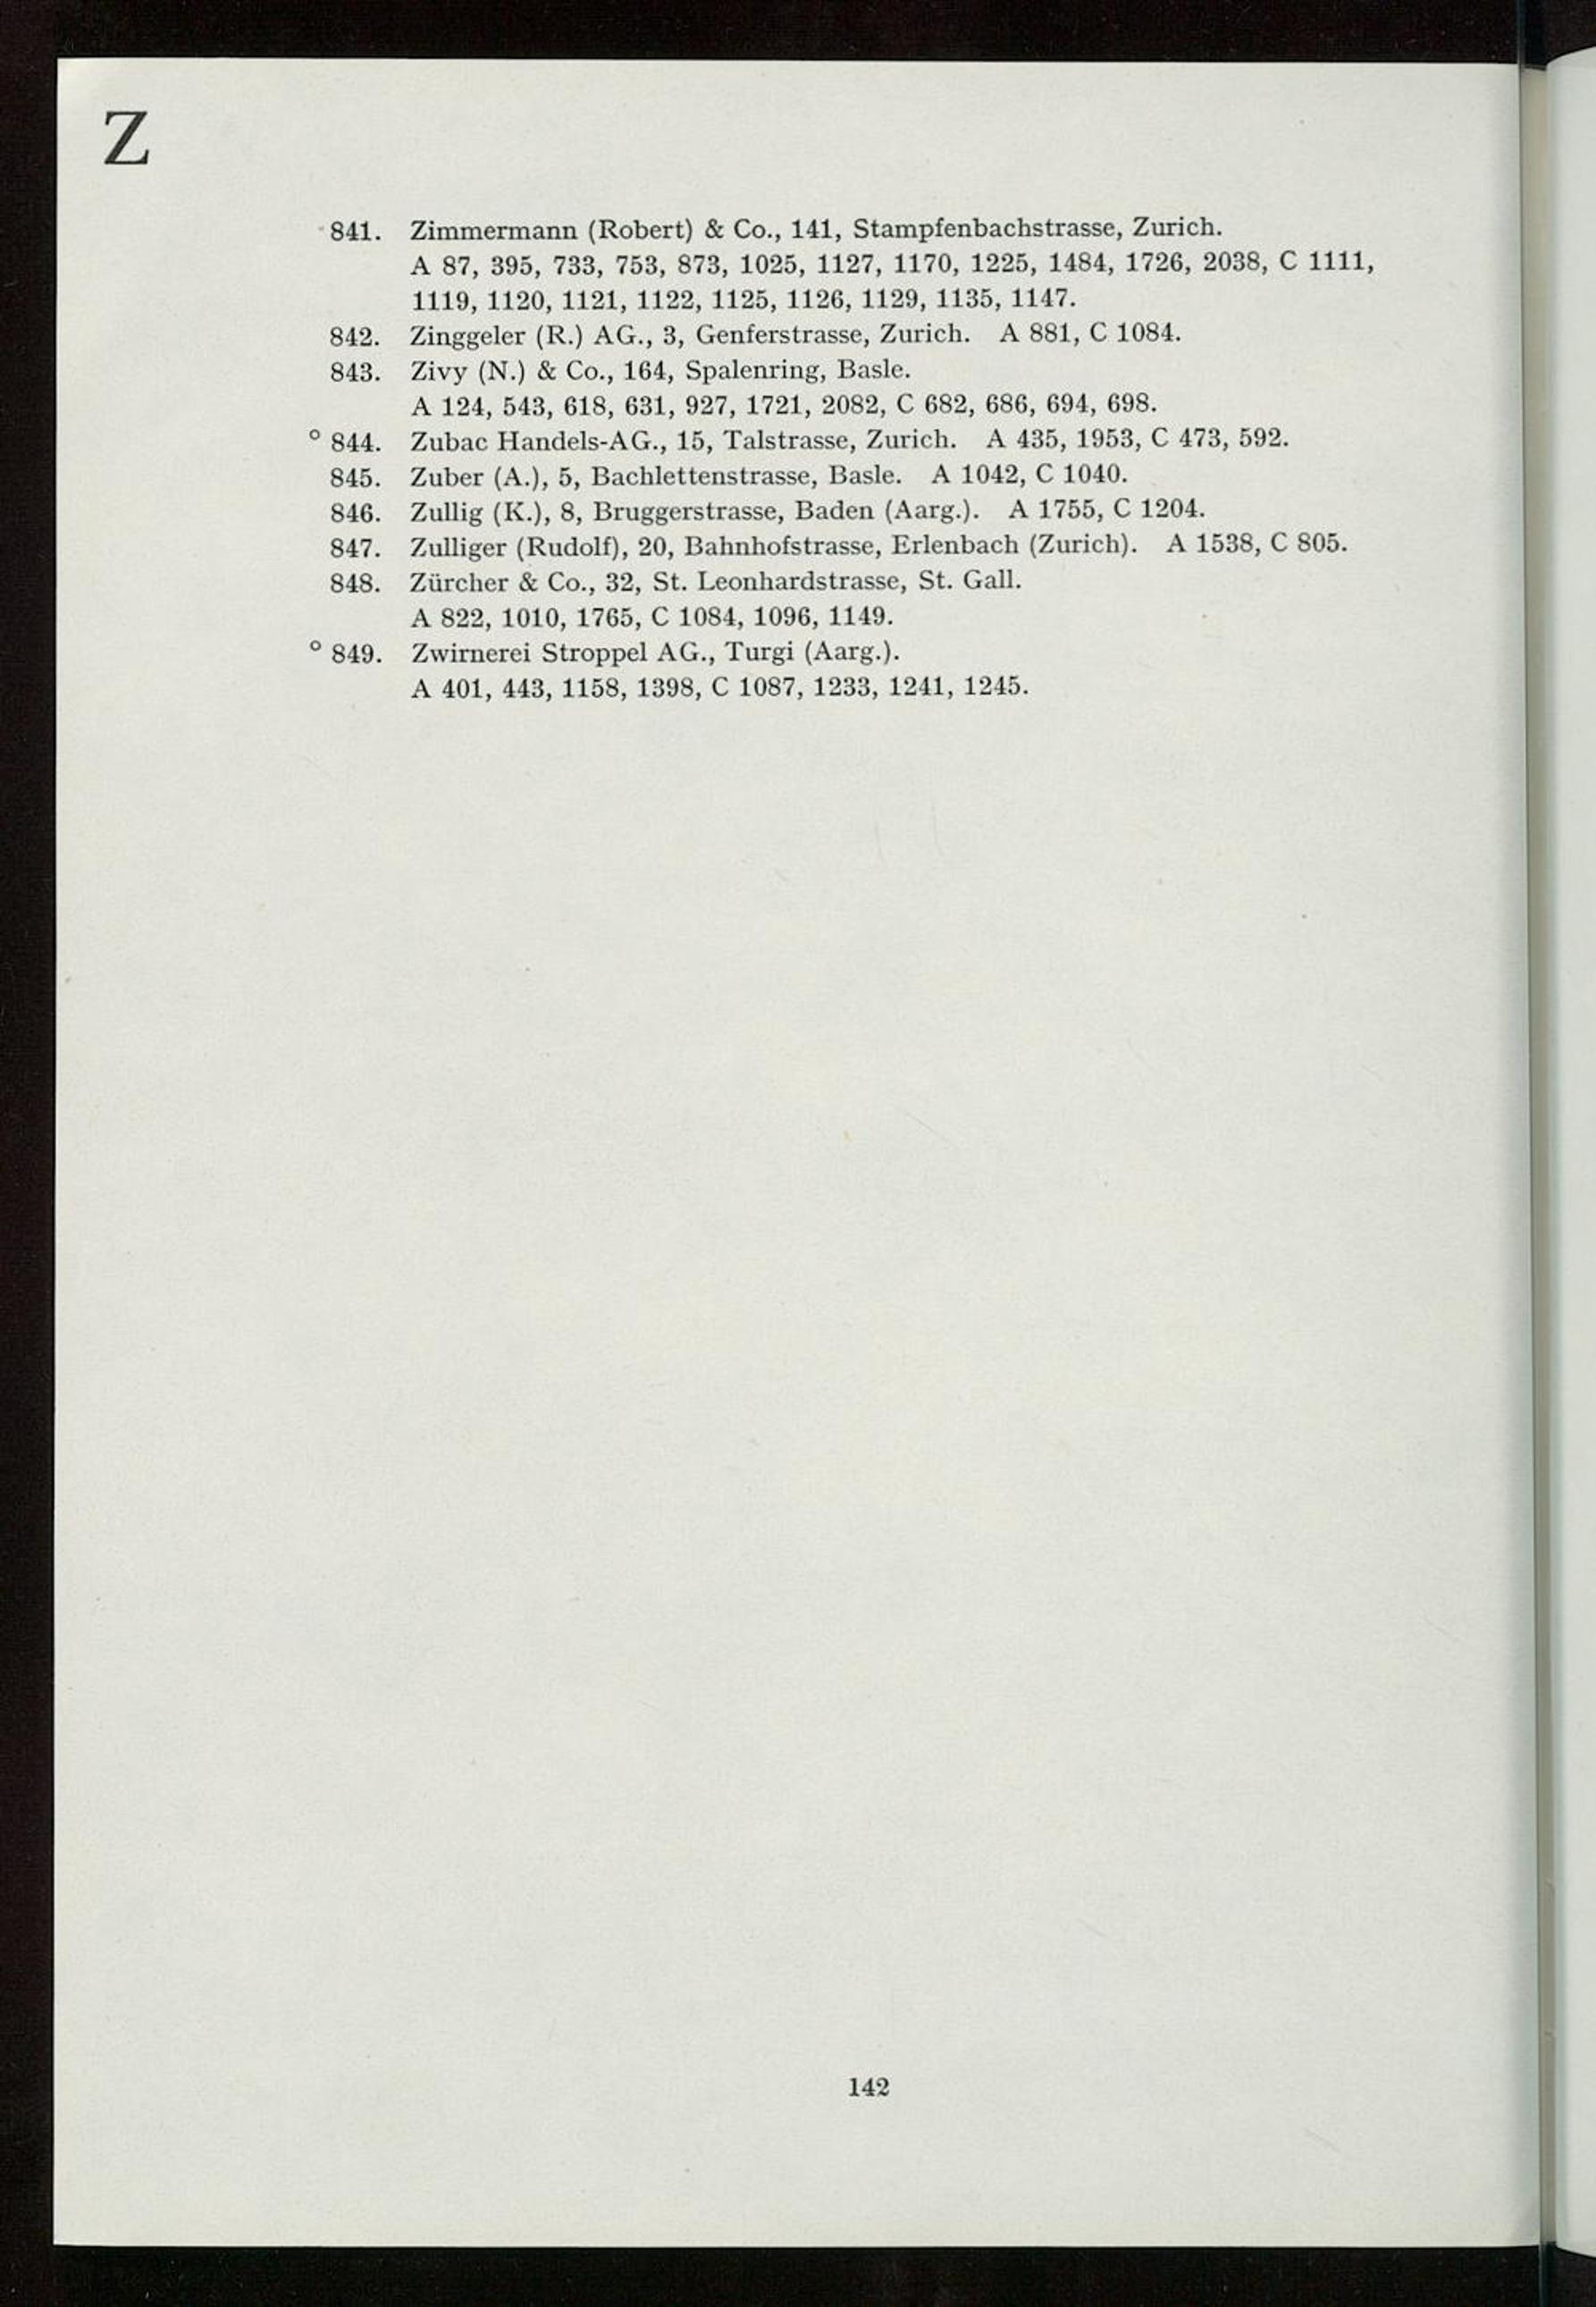 Z
841. Zimmermann (Robert) & Co., 141, Stampfenbachstrasse, Zurich.
A 87, 395, 733, 753, 873, 1025, 1127, 1170, 1225, 1484, 1726, 2038, C 1111,
1119, 1120, 1121, 1122, 1125, 1126, 1129, 1135, 1147.
842. Zinggeler (R.) AG., 3, Genferstrasse, Zurich. A 881, C 1084.
843. Zivy (N.) & Co., 164, Spalenring, Basle.
A 124, 543, 618, 631, 927, 1721, 2082, C 682, 686, 694, 698.
° 844. Zubac Handels-AG., 15, Talstrasse, Zurich. A 435, 1953, C 473, 592.
845. Zuber (A.), 5, Bachlettenstrasse, Basle. A 1042, C 1040.
846. Zullig (K.), 8, Bruggerstrasse, Baden (Aarg.). A 1755, C 1204.
847. Zulliger (Rudolf), 20, Bahnhofstrasse, Erlenbach (Zurich). A 1538, C 805.
848. Zürcher & Co., 32, St. Leonhardstrasse, St. Gall.
A 822, 1010, 1765, C 1084, 1096, 1149.
° 849. Zwirnerei Stroppel AG., Turgi (Aarg.).
A 401, 443, 1158, 1398, C 1087, 1233, 1241, 1245.
142